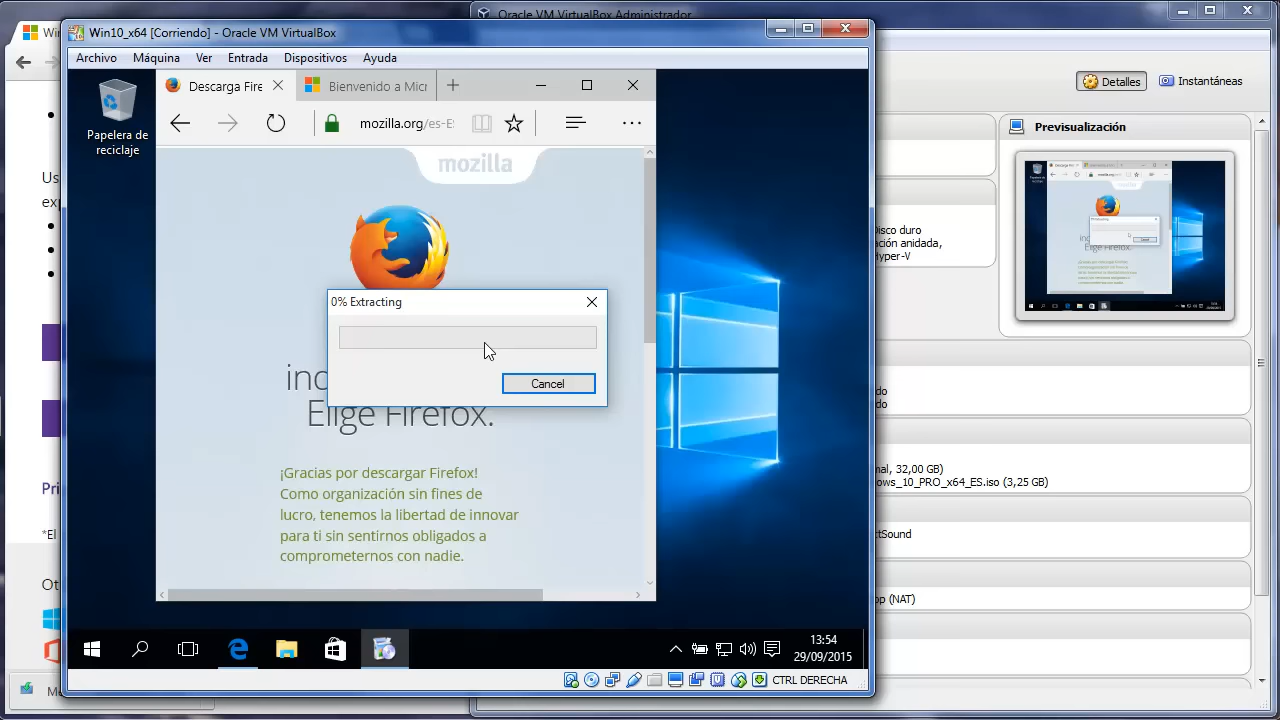 Oracle VM VirtualBox Administrador
Win10_x64 [Corriendo] - Oracle VM VirtualBox
Archivo Máquina Ver Entrada Dispositivos Ayuda
Detalles Instantáneas
Descarga Fire Bienvenido a Micr
mozilla.org/es-E
Papelera de
reciclaje
Previsualización
mozilla
0% Extracting
Cancel
Elige Firefox.
¡Gracias por descargar Firefox!
Como organización sin fines de
lucro, tenemos la libertad de innovar
para ti sin sentirnos obligados a
comprometernos con nadie.
Disco duro
ación anidada,
Hyper-V
mal, 32,00 GB)
ows_10_PRO_x64_ES.iso (3,25 GB)
ctSound
op (NAT)
13:54
29/09/2015
CTRL DERECHA